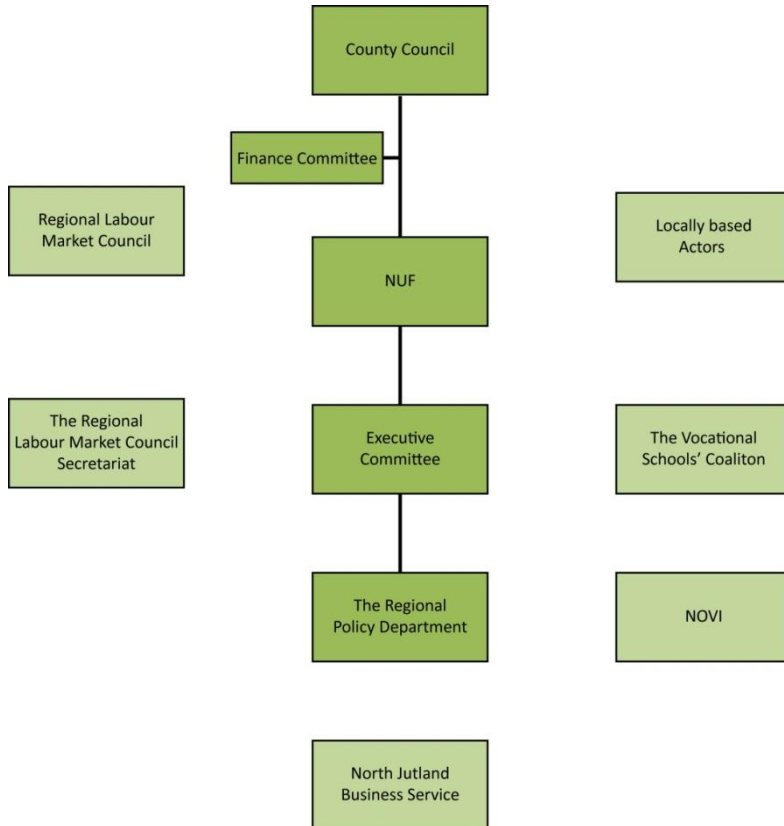 County Council
Finance Committee
Regional Labour
Market Council
Locally based
Actors
NUF
The Regional
Labour Market Council
Secretariat
Executive
Committee
The Vocational
Schools’ Coaliton
The Regional
Policy Department
NOVI
North Jutland
Business Service